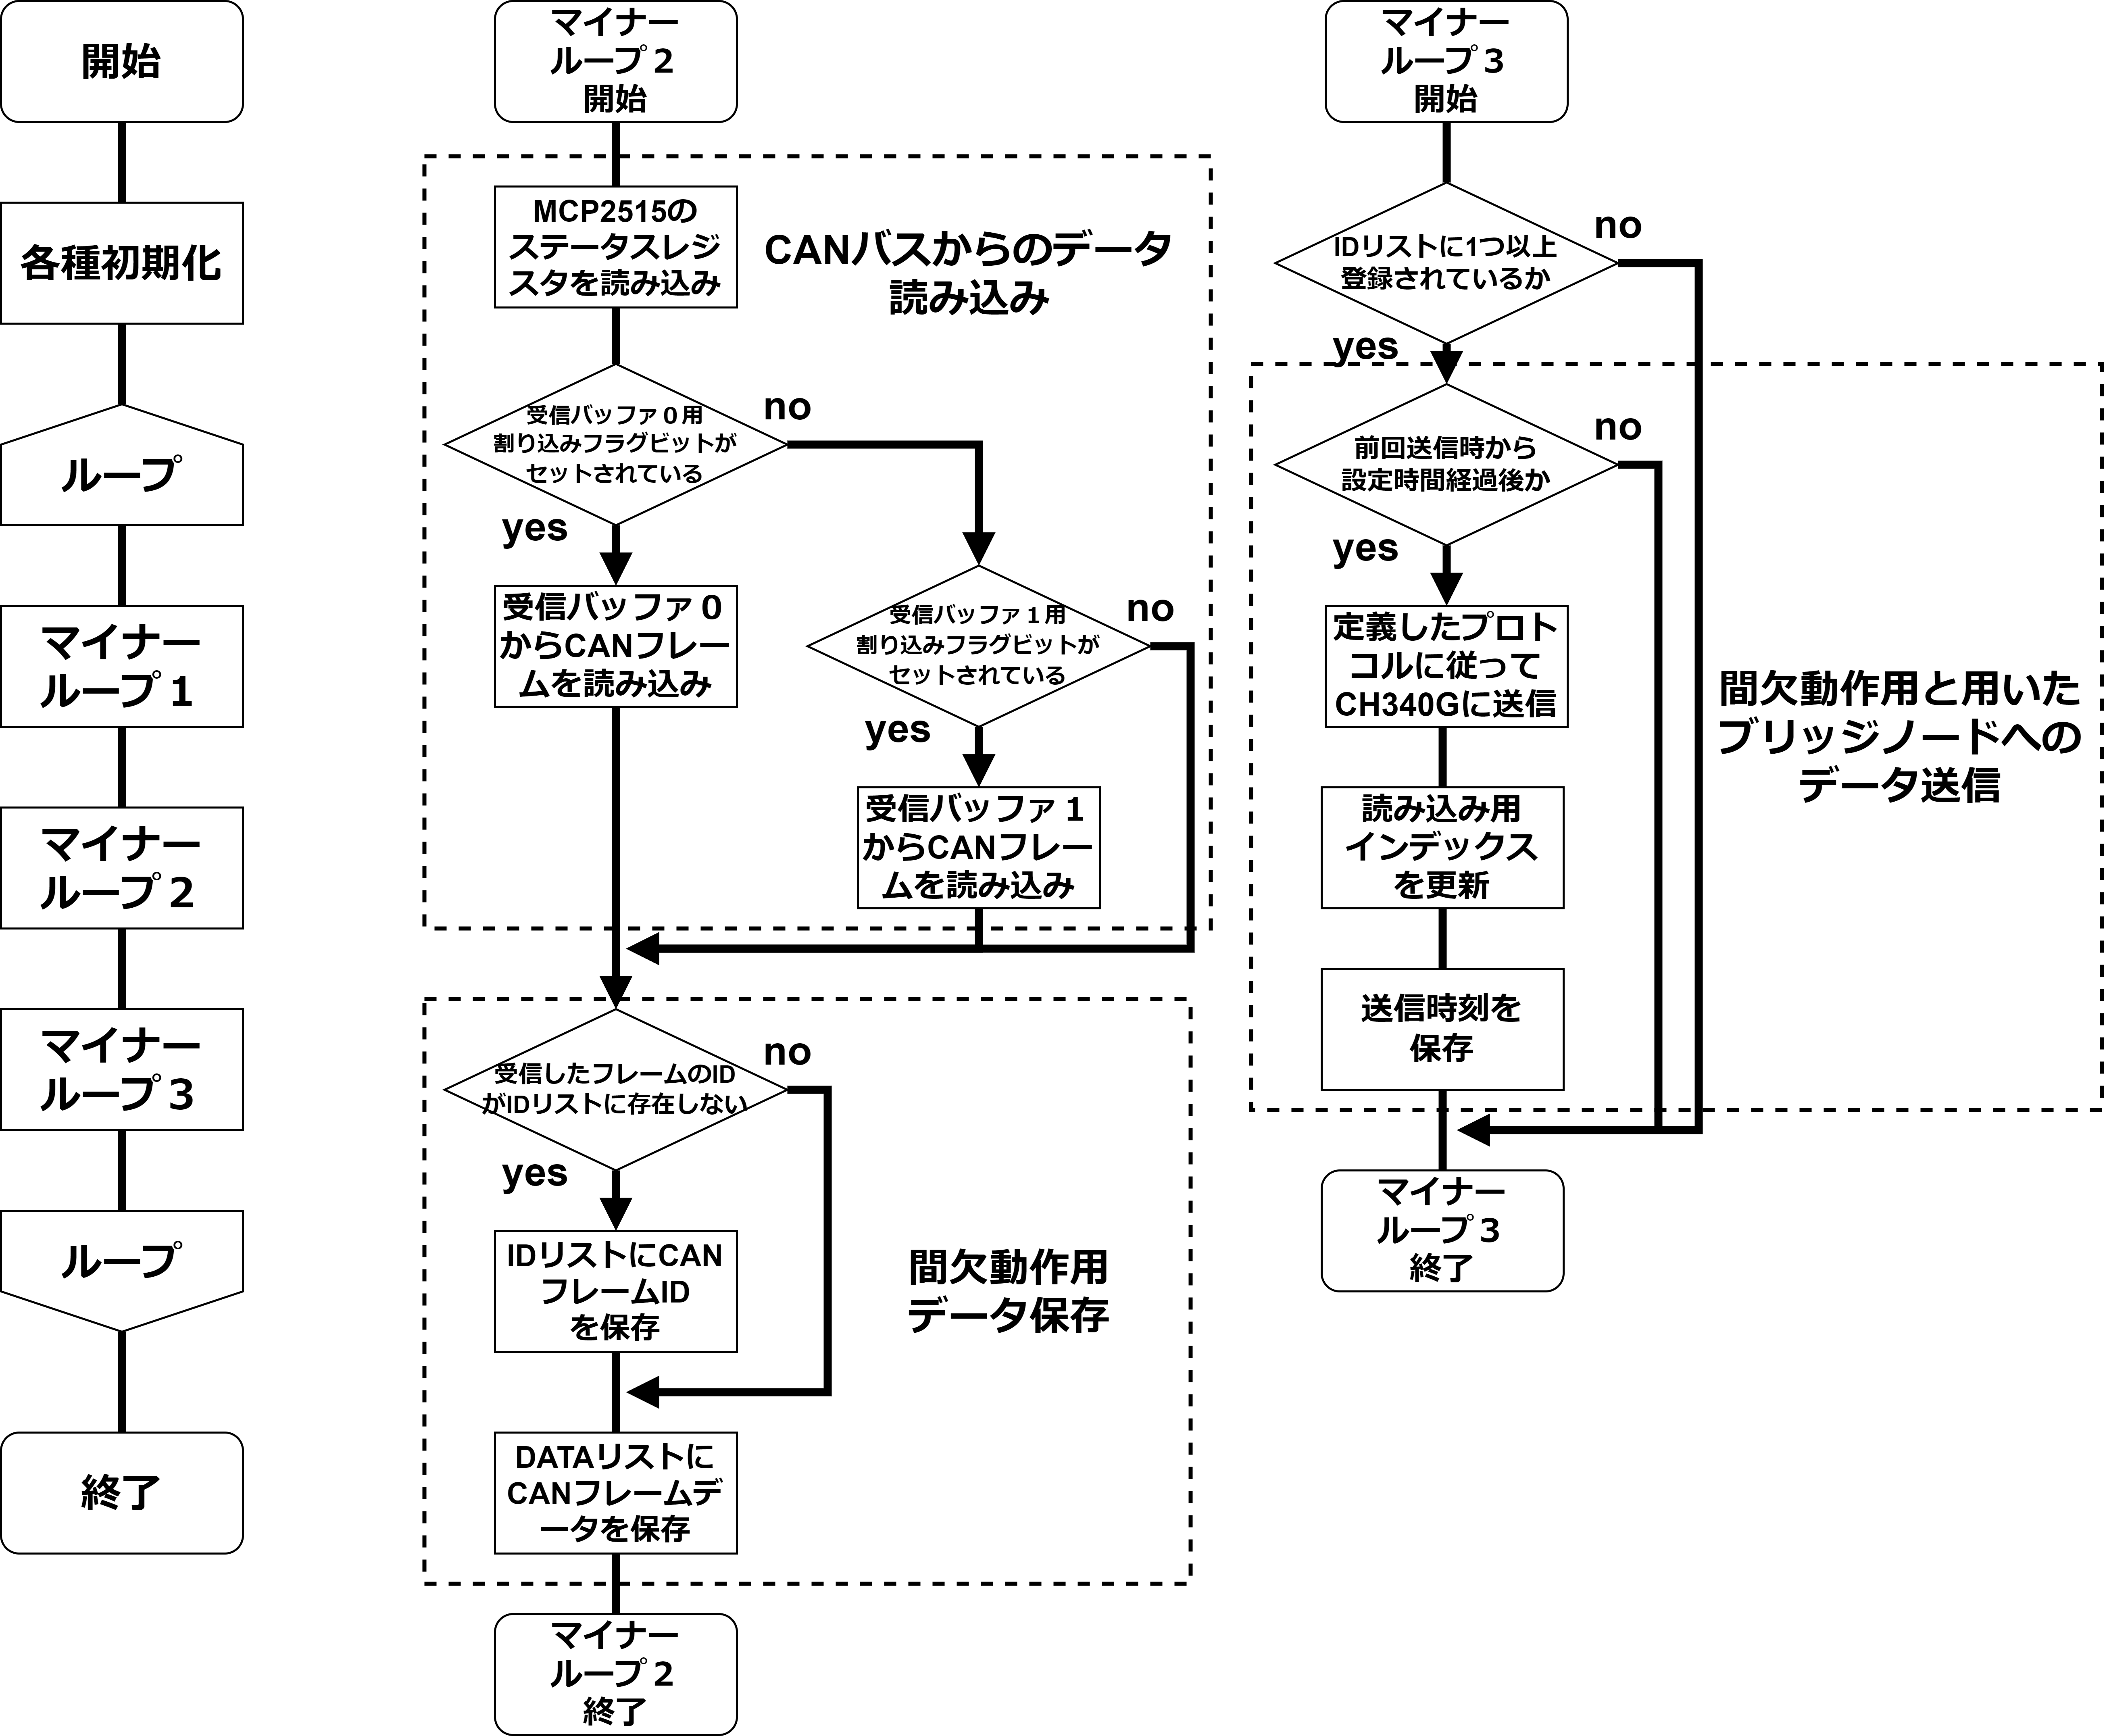 開始
各種初期化
ループ
マイナー
ループ１
マイナー
ループ２
マイナー
ループ３
ループ
終了
マイナー
ループ２
開始
MCP2515の
ステータスレジ
スタを読み込み
CANバスからのデータ
読み込み
受信バッファ０用
割り込みフラグビットが
セットされている
no
yes
受信バッファ０
からCANフレー
ムを読み込み
受信バッファ１用
割り込みフラグビットが
セットされている
no
yes
受信バッファ１
からCANフレー
ムを読み込み
受信したフレームのID
がIDリストに存在しない
no
yes
IDリストにCAN
フレームID
を保存
間欠動作用
データ保存
DATAリストに
CANフレームデ
ータを保存
マイナー
ループ２
終了
マイナー
ループ３
開始
IDリストに1つ以上
登録されているか
no
yes
前回送信時から
設定時間経過後か
no
yes
定義したプロト
コルに従って
CH340Gに送信
間欠動作用と用いた
ブリッジノードへの
データ送信
読み込み用
インデックス
を更新
送信時刻を
保存
マイナー
ループ３
終了